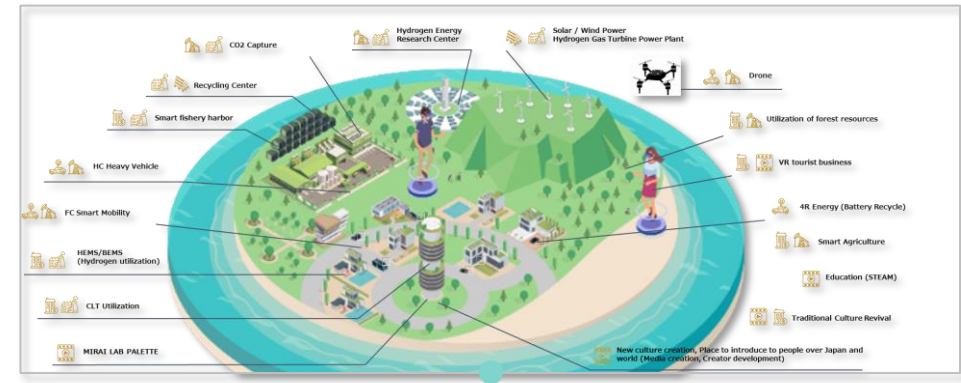 Hydrogen Energy
Research Center
Solar / Wind Power
Hydrogen Gas Turbine Power Plant
CO2 Capture
Drone
Recycling Center
Smart fishery harbor
Utilization of forest resources
HC Heavy Vehicle
VR tourist business
FC Smart Mobility
4R Energy (Battery Recycle)
HEMS/BEMS
(Hydrogen utilization)
Smart Agriculture
Education (STEAM)
CLT Utilization
Traditional Culture Revival
MIRAI LAB PALETTE
New culture creation, Place to introduce to people over Japan and
world (Media creation, Creator development)